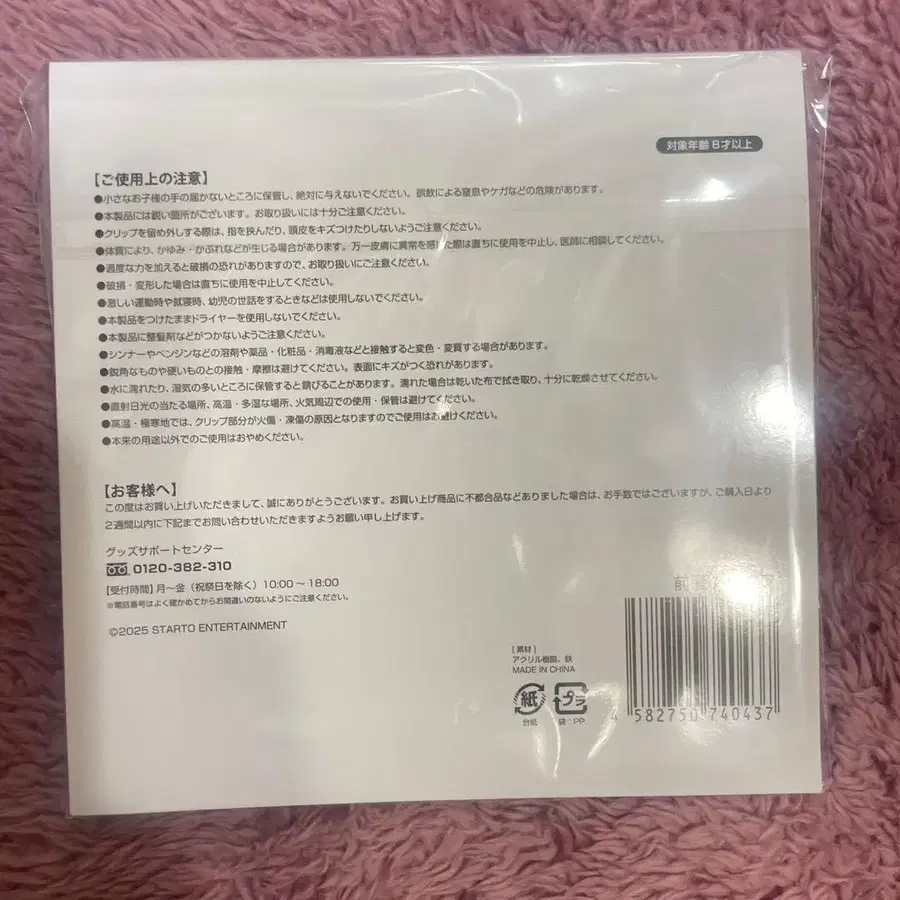 対象年齢8才以上
【ご使用上の注意】
●小さなお子様の手の届かないところに保管し、絶対に与えないでください。誤飲による窒息やケガなどの危険があります。
●本製品には鋭い箇所がございます。お取り扱いには十分ご注意ください。
●クリップを留め外しする際は、指を挟んだり、頭皮をキズつけたりしないようご注意ください。
●体質により、かゆみ・かぶれなどが生じる場合があります。万一皮膚に異常を感じた際は直ちに使用を中止し、医師に相談してください。
●過度な力を加えると破損の恐れがありますので、お取り扱いにご注意ください。
●破損・変形した場合は直ちに使用を中止してください。
●激しい運動時や就寝時、幼児の世話をするときなどは使用しないでください。
●本製品をつけたままドライヤーを使用しないでください。
●本製品に整髪剤などがつかないようご注意ください。
●シンナーやベンジンなどの溶剤や薬品・化粧品・消毒液などと接触すると変色・変質する場合があります。
●鋭角なものや硬いものとの接触・摩擦は避けてください。表面にキズがつく恐れがあります。
●水に濡れたり、湿気の多いところに保管すると錆びることがあります。濡れた場合は乾いた布で拭き取り、十分に乾燥させてください。
●直射日光の当たる場所、高温・多湿な場所、火気周辺での使用・保管は避けてください。
●高温・極寒地では、クリップ部分が火傷・凍傷の原因となりますのでご使用はお避けください。
●本来の用途以外でのご使用はおやめください。
【お客様へ】
この度はお買い上げいただきまして、誠にありがとうございます。お買い上げ商品に不都合品などありました場合は、お手数ではございますが、ご購入日より
2週間以内に下記までお問い合わせいただきますようお願い申し上げます。
グッズサポートセンター
0120-382-310
【受付時間】月～金（祝祭日を除く）10:00～18:00
※電話番号はよく確かめてからお間違いのないようにご注意ください。
©2025 STARTO ENTERTAINMENT
[素材]
アクリル樹脂、鉄
MADE IN CHINA
紙 プラ
台紙 袋:PP
4 582750 740437